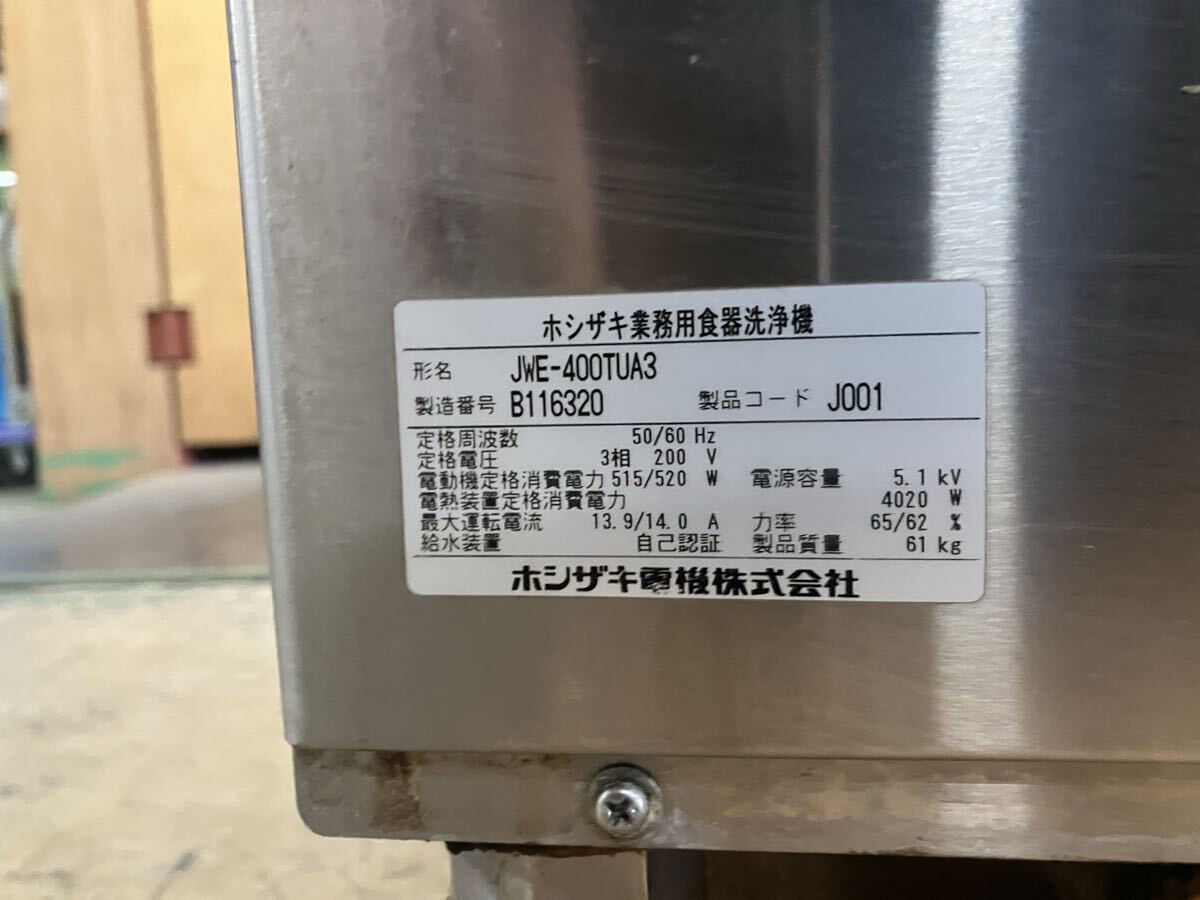 ホシザキ業務用食器洗浄機
形名 JWE-400TUA3
製造番号 B116320 製品コード J001
定格周波数 50/60 Hz
定格電圧 3相 200 V
電動機定格消費電力 515/520 W 電源容量 5.1 kV
電熱装置定格消費電力 4020 W
最大運転電流 13.9/14.0 A 力率 65/62 %
給水装置 自己認証 製品質量 61 kg
ホシザキ電機株式会社